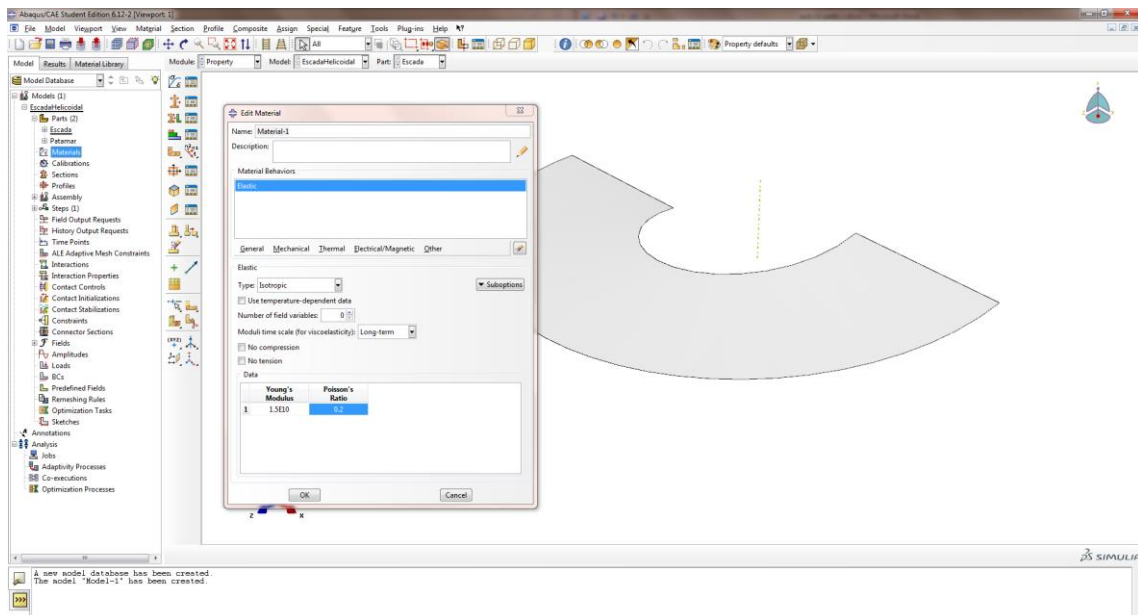 Abaqus/CAE Student Edition 6.12-2 [Viewport: 1]
File Model Viewport View Material Section Profile Composite Assign Special Feature Tools Plug-ins Help
All
Property defaults
Model Results Material Library
Module: Property Model: EscadaHelicoidal Part: Escada
Model Database
Models (1)
EscadaHelicoidal
Parts (2)
Escada
Patamar
Materials
Calibrations
Sections
Profiles
Assembly
Steps (1)
Field Output Requests
History Output Requests
Time Points
ALE Adaptive Mesh Constraints
Interactions
Interaction Properties
Contact Controls
Contact Initializations
Contact Stabilizations
Constraints
Connector Sections
Fields
Amplitudes
Loads
BCs
Predefined Fields
Remeshing Rules
Optimization Tasks
Sketches
Annotations
Analysis
Jobs
Adaptivity Processes
Co-executions
Optimization Processes
Edit Material
Name: Material-1
Description:
Material Behaviors
Elastic
General Mechanical Thermal Electrical/Magnetic Other
Elastic
Type: Isotropic
Suboptions
Use temperature-dependent data
Number of field variables: 0
Moduli time scale (for viscoelasticity): Long-term
No compression
No tension
Data
Young's Modulus
Poisson's Ratio
1 1.5E10 0.2
OK Cancel
Z X
SIMULIA
A new model database has been created.
The model "Model-1" has been created.
>>>